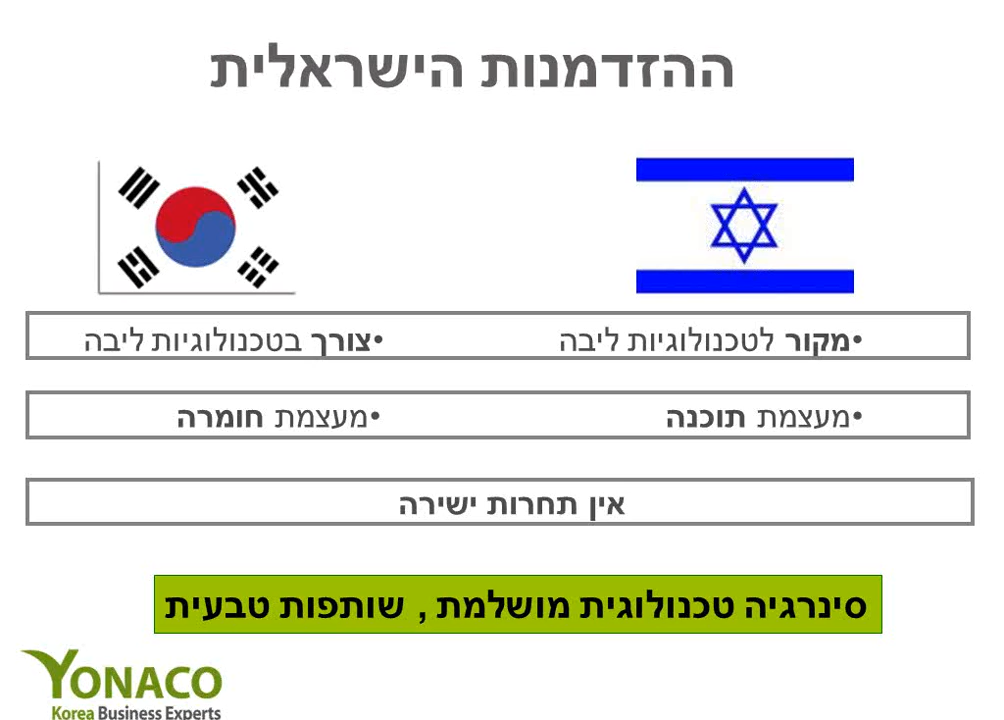 ההזדמנות הישראלית
•מקור לטכנולוגיות ליבה
•צורך בטכנולוגיות ליבה
•מעצמת תוכנה
•מעצמת חומרה
אין תחרות ישירה
סינרגיה טכנולוגית מושלמת , שותפות טבעית
YONACO
Korea Business Experts